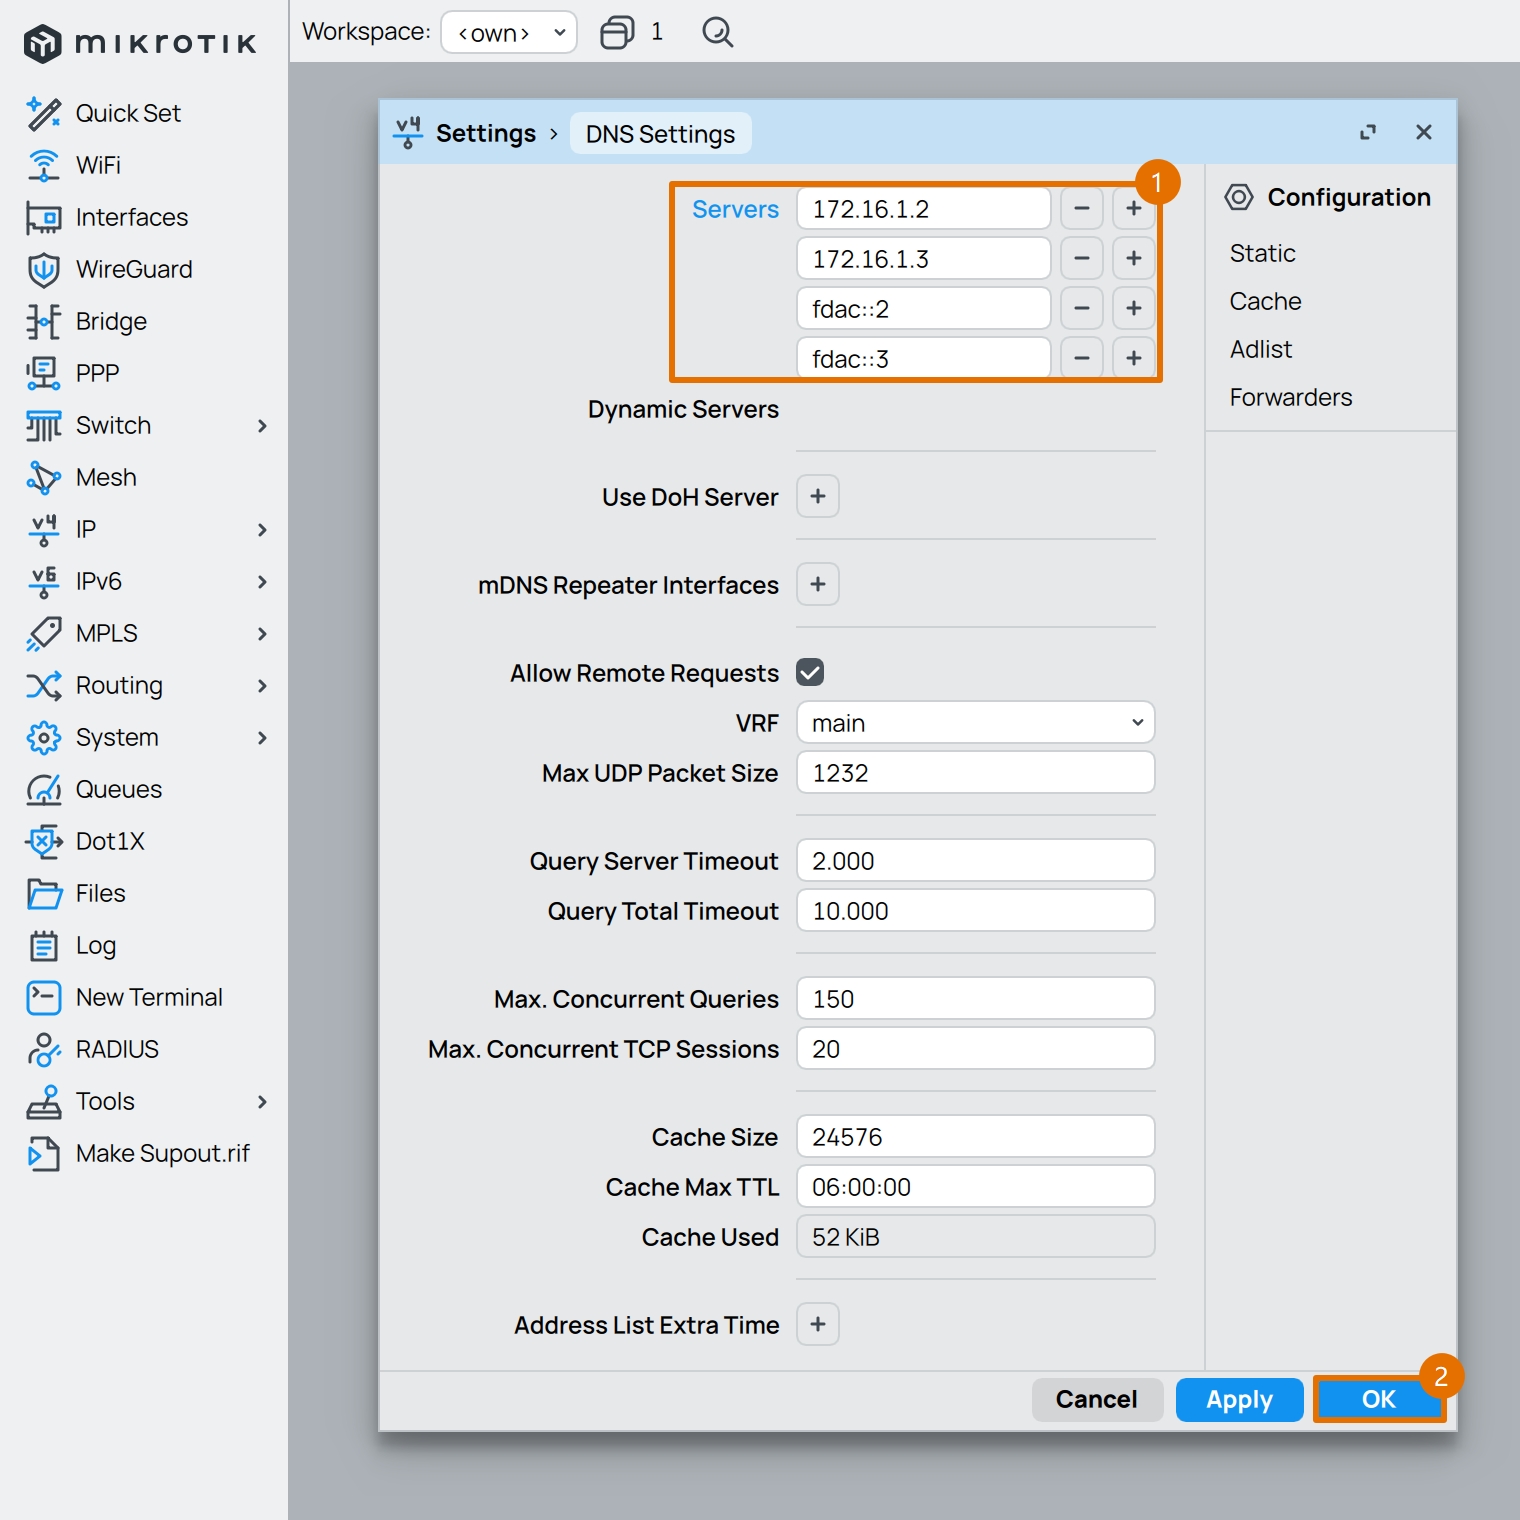 mikrotik
Workspace: <own> 1
Quick Set
WiFi
Interfaces
WireGuard
Bridge
PPP
Switch
Mesh
v4 IP
v6 IPv6
MPLS
Routing
System
Queues
Dot1X
Files
Log
New Terminal
RADIUS
Tools
Make Supout.rif
v4 Settings › DNS Settings
1
Servers 172.16.1.2 − +
172.16.1.3 − +
fdac::2 − +
fdac::3 − +
Dynamic Servers
Use DoH Server +
mDNS Repeater Interfaces +
Allow Remote Requests
VRF main
Max UDP Packet Size 1232
Query Server Timeout 2.000
Query Total Timeout 10.000
Max. Concurrent Queries 150
Max. Concurrent TCP Sessions 20
Cache Size 24576
Cache Max TTL 06:00:00
Cache Used 52 KiB
Address List Extra Time +
Configuration
Static
Cache
Adlist
Forwarders
Cancel Apply OK
2